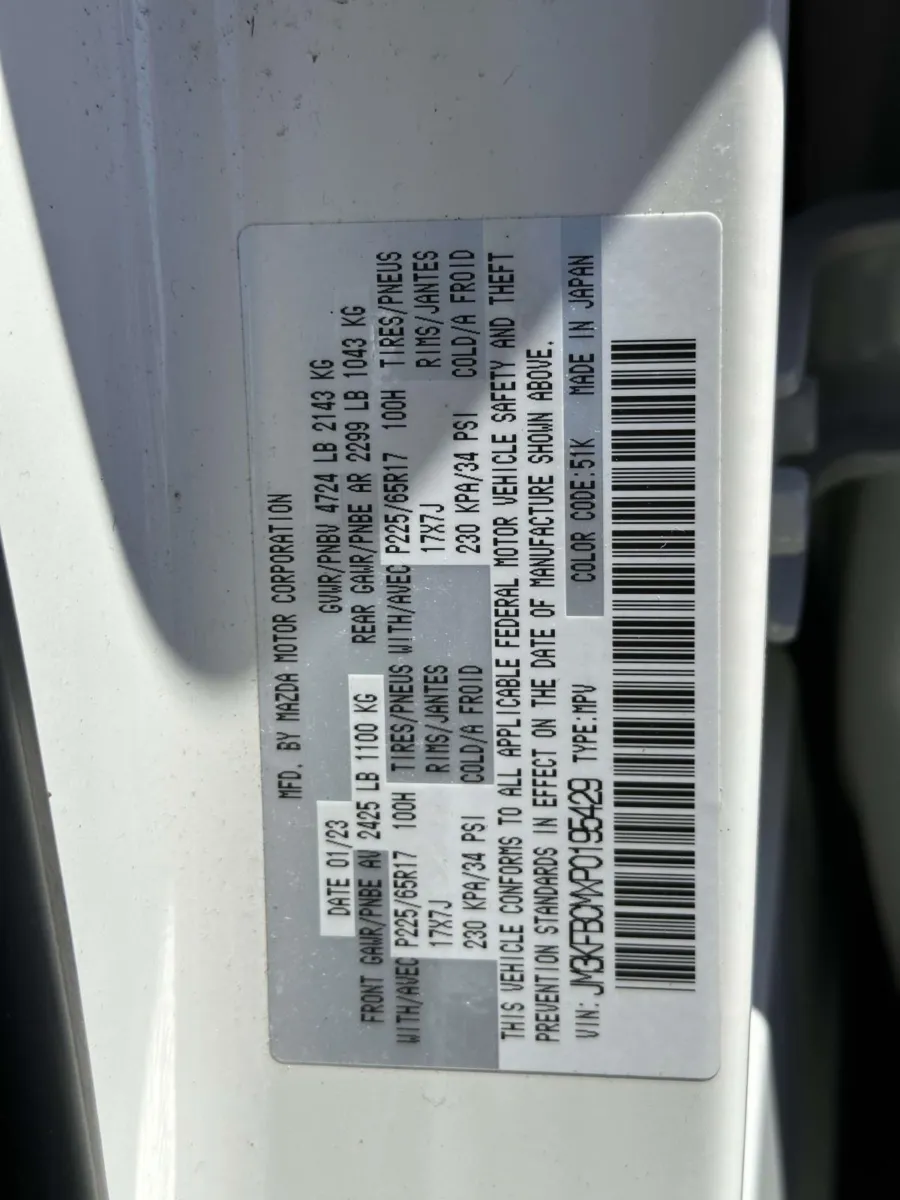 MFD. BY MAZDA MOTOR CORPORATION
DATE 01/23 GVWR/PNBV 4724 LB 2143 KG
FRONT GAWR/PNBE AV 2425 LB 1100 KG REAR GAWR/PNBE AR 2299 LB 1043 KG
WITH/AVEC P225/65R17 100H TIRES/PNEUS WITH/AVEC P225/65R17 100H TIRES/PNEUS
17X7J RIMS/JANTES 17X7J RIMS/JANTES
230 KPA/34 PSI COLD/A FROID 230 KPA/34 PSI COLD/A FROID
THIS VEHICLE CONFORMS TO ALL APPLICABLE FEDERAL MOTOR VEHICLE SAFETY AND THEFT
PREVENTION STANDARDS IN EFFECT ON THE DATE OF MANUFACTURE SHOWN ABOVE.
VIN: JM3KFBCMXP0195429 TYPE:MPV COLOR CODE:51K MADE IN JAPAN